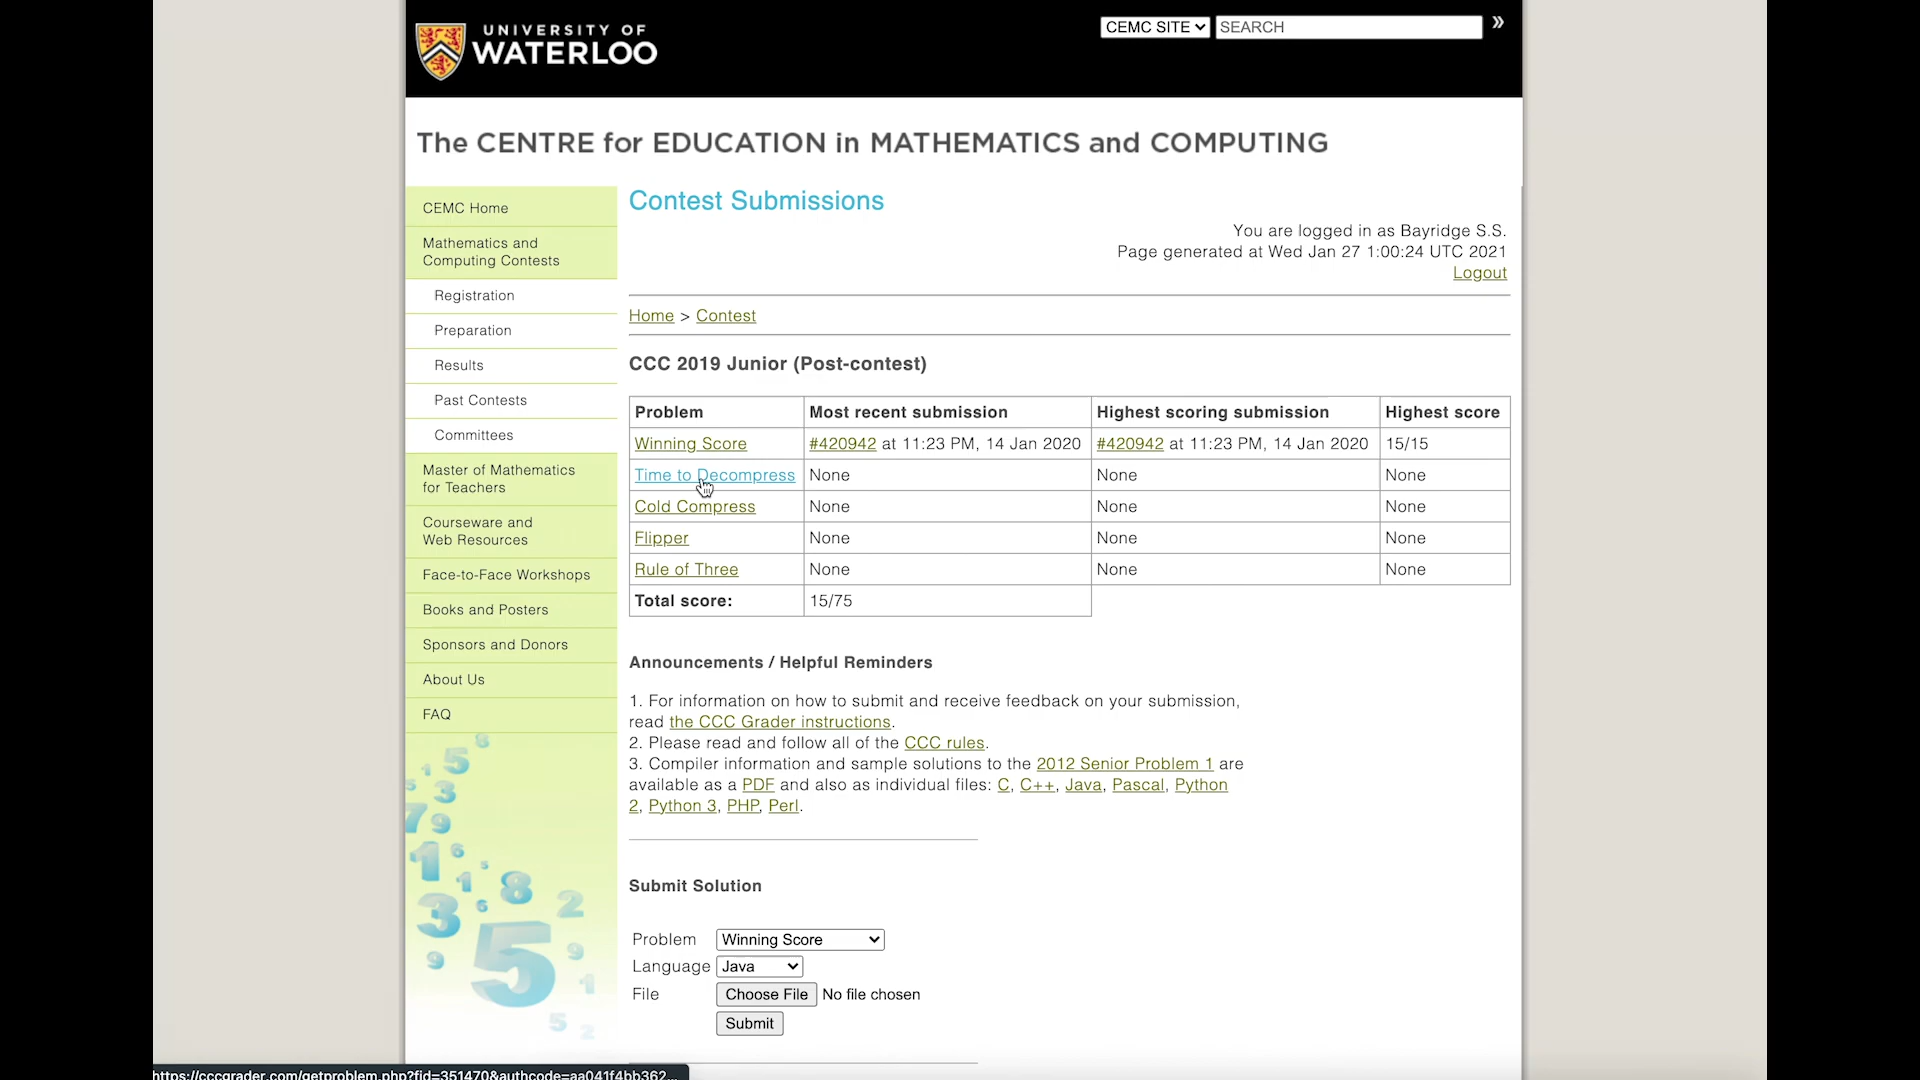 UNIVERSITY OF
WATERLOO
CEMC SITE SEARCH »
The CENTRE for EDUCATION in MATHEMATICS and COMPUTING
CEMC Home
Mathematics and
Computing Contests
Registration
Preparation
Results
Past Contests
Committees
Master of Mathematics
for Teachers
Courseware and
Web Resources
Face-to-Face Workshops
Books and Posters
Sponsors and Donors
About Us
FAQ
Contest Submissions
You are logged in as Bayridge S.S.
Page generated at Wed Jan 27 1:00:24 UTC 2021
Logout
Home > Contest
CCC 2019 Junior (Post-contest)
Problem Most recent submission Highest scoring submission Highest score
Winning Score #420942 at 11:23 PM, 14 Jan 2020 #420942 at 11:23 PM, 14 Jan 2020 15/15
Time to Decompress None None None
Cold Compress None None None
Flipper None None None
Rule of Three None None None
Total score: 15/75
Announcements / Helpful Reminders
1. For information on how to submit and receive feedback on your submission,
read the CCC Grader instructions.
2. Please read and follow all of the CCC rules.
3. Compiler information and sample solutions to the 2012 Senior Problem 1 are
available as a PDF and also as individual files: C, C++, Java, Pascal, Python
2, Python 3, PHP, Perl.
Submit Solution
Problem Winning Score
Language Java
File Choose File No file chosen
Submit
https://cccgrader.com/getproblem.php?fid=351470&authcode=aa041f4bb362...